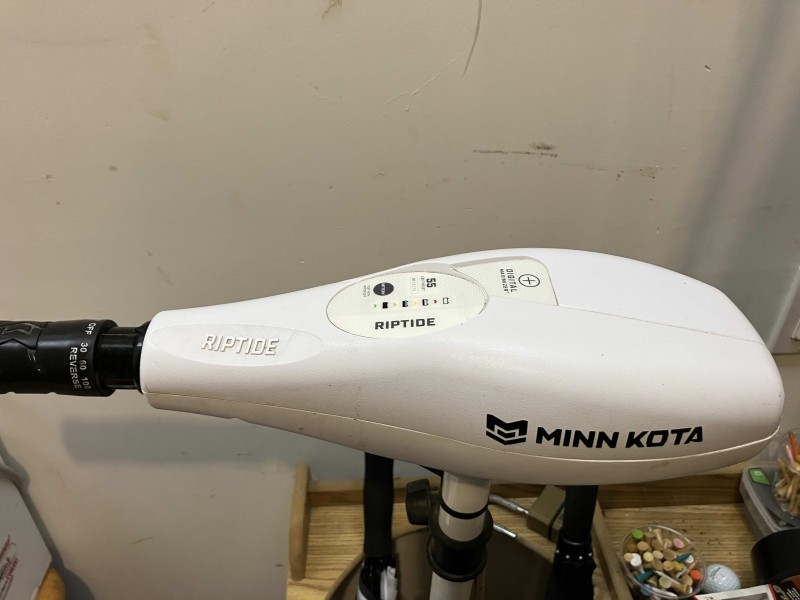 OFF 30 60 100
REVERSE
RIPTIDE
55
RIPTIDE
DIGITAL
MAXIMIZER
MINN KOTA